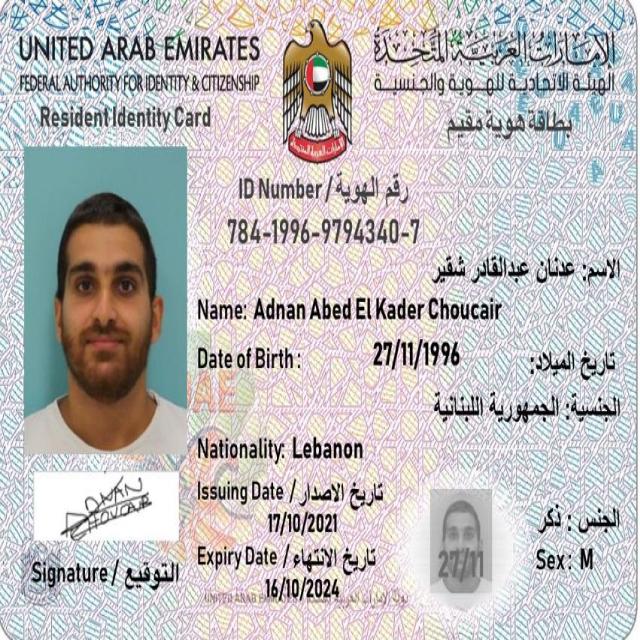 UNITED ARAB EMIRATES
الإمارات العربية المتحدة
FEDERAL AUTHORITY FOR IDENTITY & CITIZENSHIP
الهيئة الاتحادية للهوية والجنسية
Resident Identity Card
بطاقة هوية مقيم
ID Number / رقم الهوية
784-1996-9794340-7
الاسم: عدنان عبدالقادر شقير
Name: Adnan Abed El Kader Choucair
Date of Birth : 27/11/1996 تاريخ الميلاد:
الجنسية: الجمهورية اللبنانية
Nationality: Lebanon
Issuing Date / تاريخ الاصدار
17/10/2021
الجنس : ذكر
Expiry Date / تاريخ الانتهاء
16/10/2024
Sex : M
27/11
ADNAN
CHOUCAIR
Signature / التوقيع